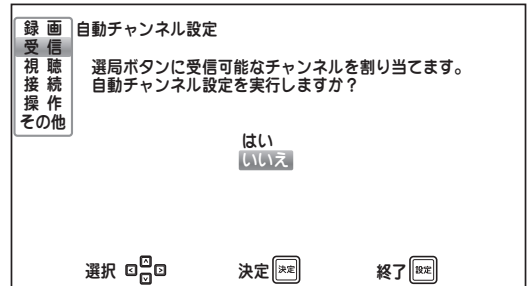 録画
受信
視聴
接続
操作
その他
自動チャンネル設定
選局ボタンに受信可能なチャンネルを割り当てます。
自動チャンネル設定を実行しますか？
はい
いいえ
選択 決定 決定 終了 設定